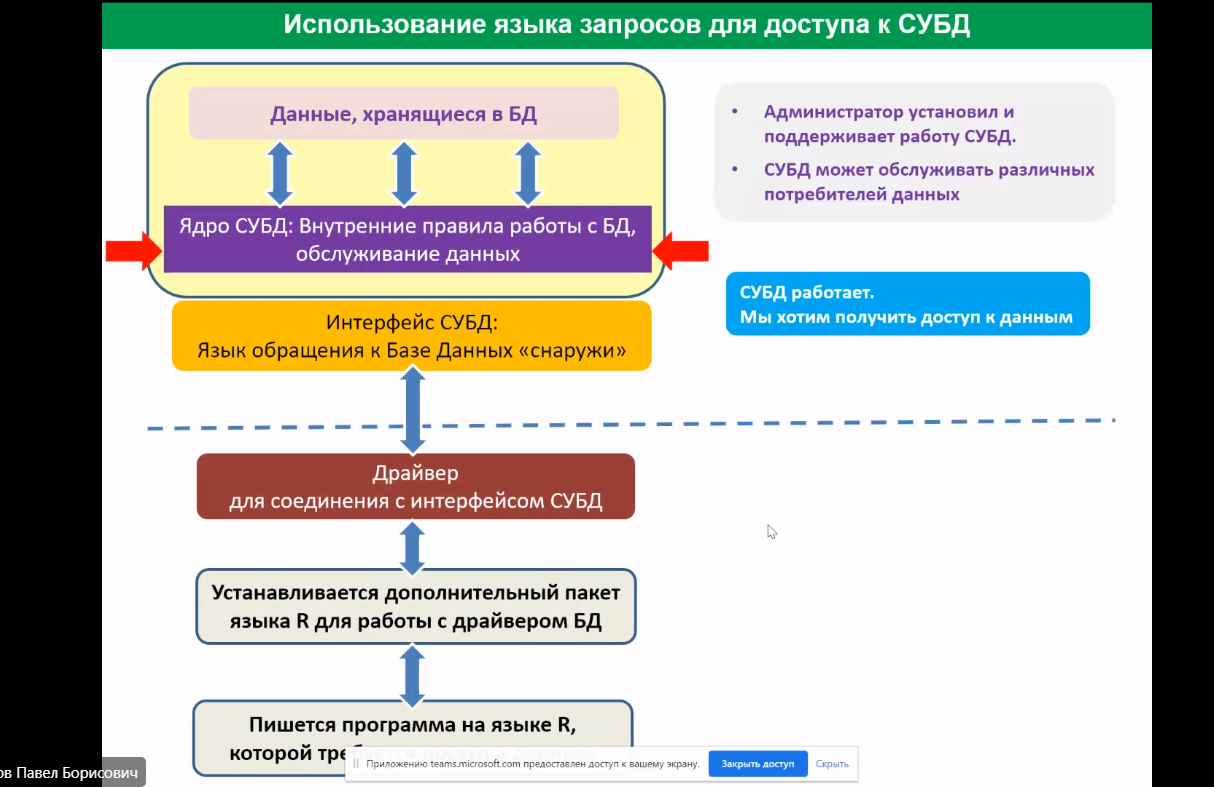 Использование языка запросов для доступа к СУБД
Данные, хранящиеся в БД
Ядро СУБД: Внутренние правила работы с БД,
обслуживание данных
Интерфейс СУБД:
Язык обращения к Базе Данных «снаружи»
• Администратор установил и
поддерживает работу СУБД.
• СУБД может обслуживать различных
потребителей данных
СУБД работает.
Мы хотим получить доступ к данным
Драйвер
для соединения с интерфейсом СУБД
Устанавливается дополнительный пакет
языка R для работы с драйвером БД
Пишется программа на языке R,
которой
Приложению teams.microsoft.com предоставлен доступ к вашему экрану.
Закрыть доступ
Скрыть
Павел Борисович